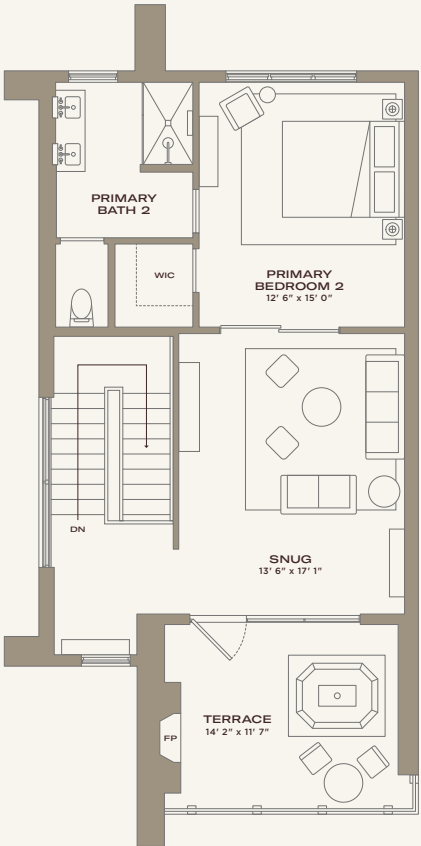 PRIMARY
BATH 2
WIC
PRIMARY
BEDROOM 2
12' 6" x 15' 0"
DN
SNUG
13' 6" x 17' 1"
TERRACE
14' 2" x 11' 7"
FP